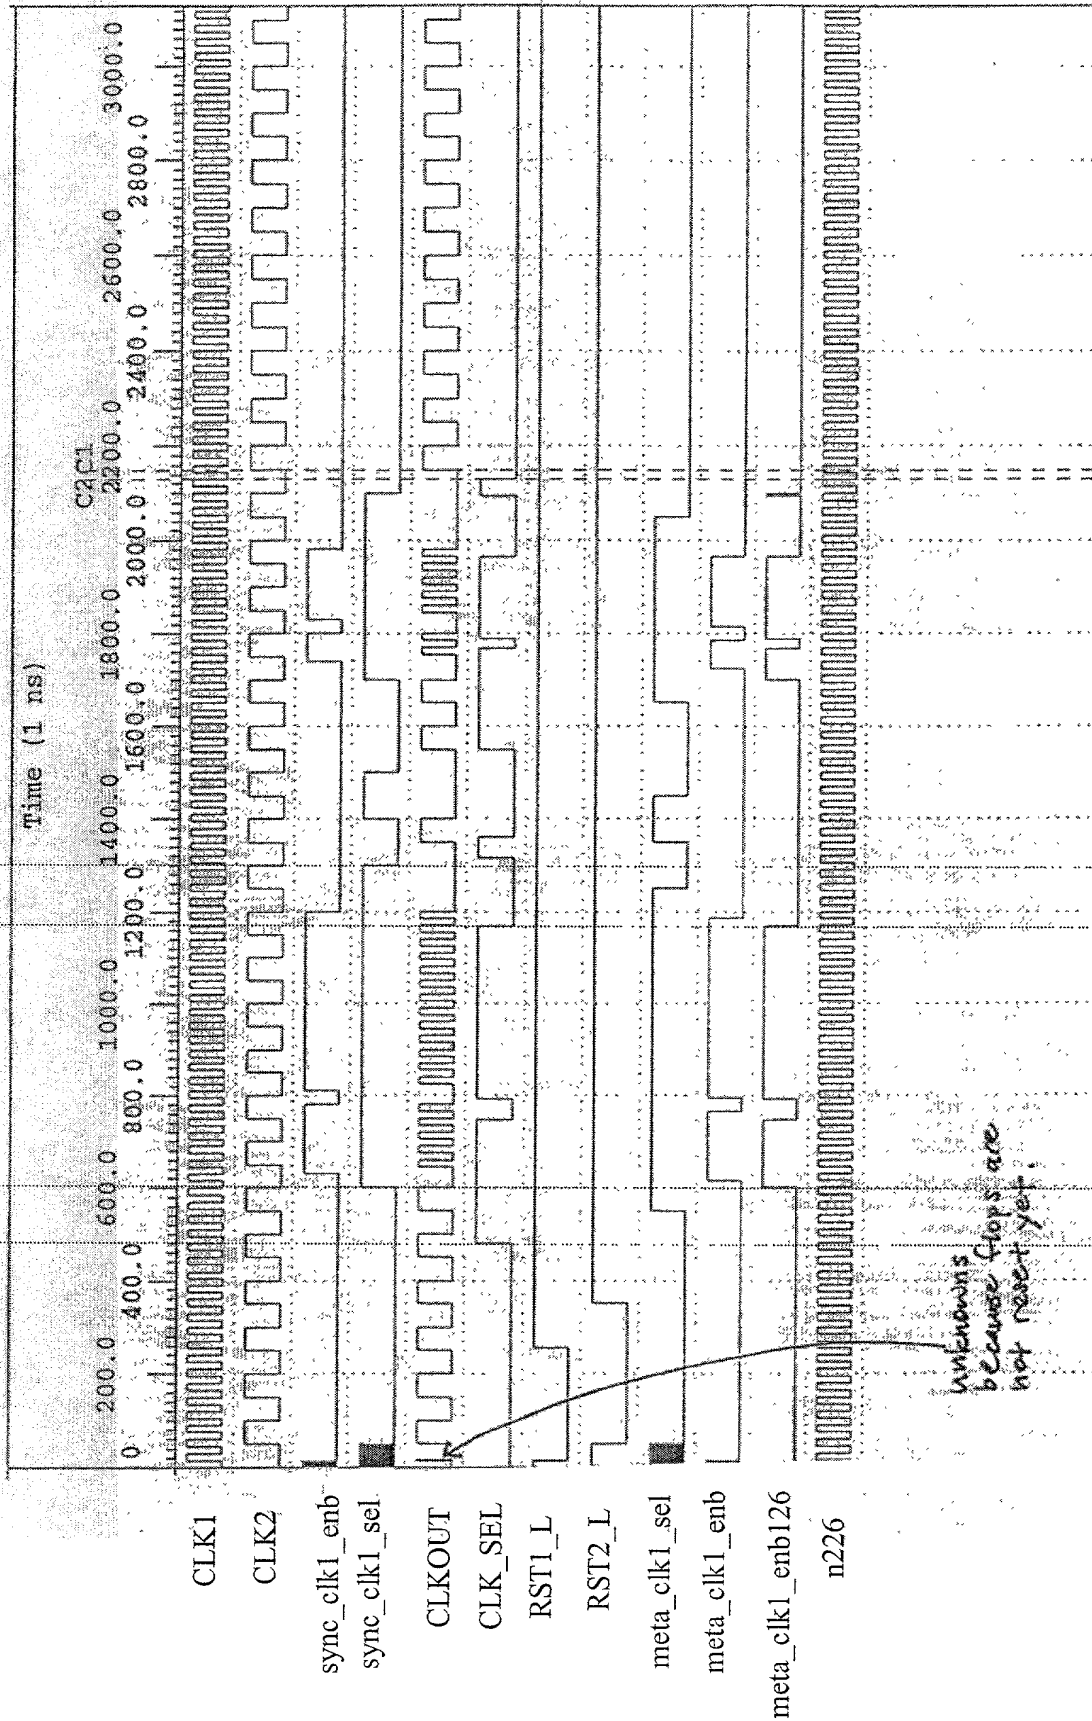 Time (1 ns)
C2C1
200.0 600.0 1000.0 1400.0 1800.0 2200.0 2600.0 3000.0
0 400.0 800.0 1200.0 1600.0 2000.0 2400.0 2800.0
CLK1
CLK2
sync_clk1_enb
sync_clk1_sel
CLKOUT
CLK_SEL
RST1_L
RST2_L
meta_clk1_sel
meta_clk1_enb
meta_clk1_enb126
n226
unknowns
because flops are
not reset yet.